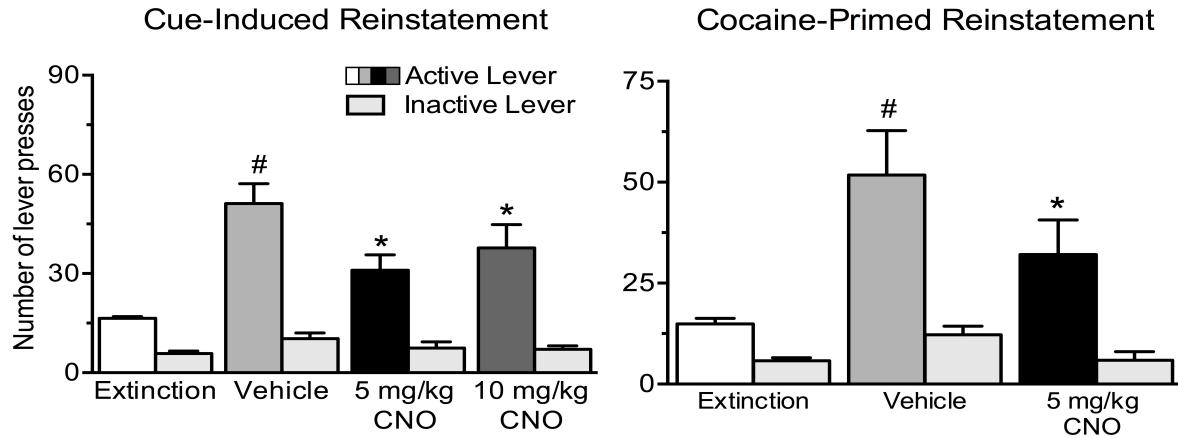 Cue-Induced Reinstatement
90
60
30
0
Number of lever presses
Active Lever
Inactive Lever
#
*
*
Extinction Vehicle 5 mg/kg CNO 10 mg/kg CNO
Cocaine-Primed Reinstatement
75
50
25
0
#
*
Extinction Vehicle 5 mg/kg CNO